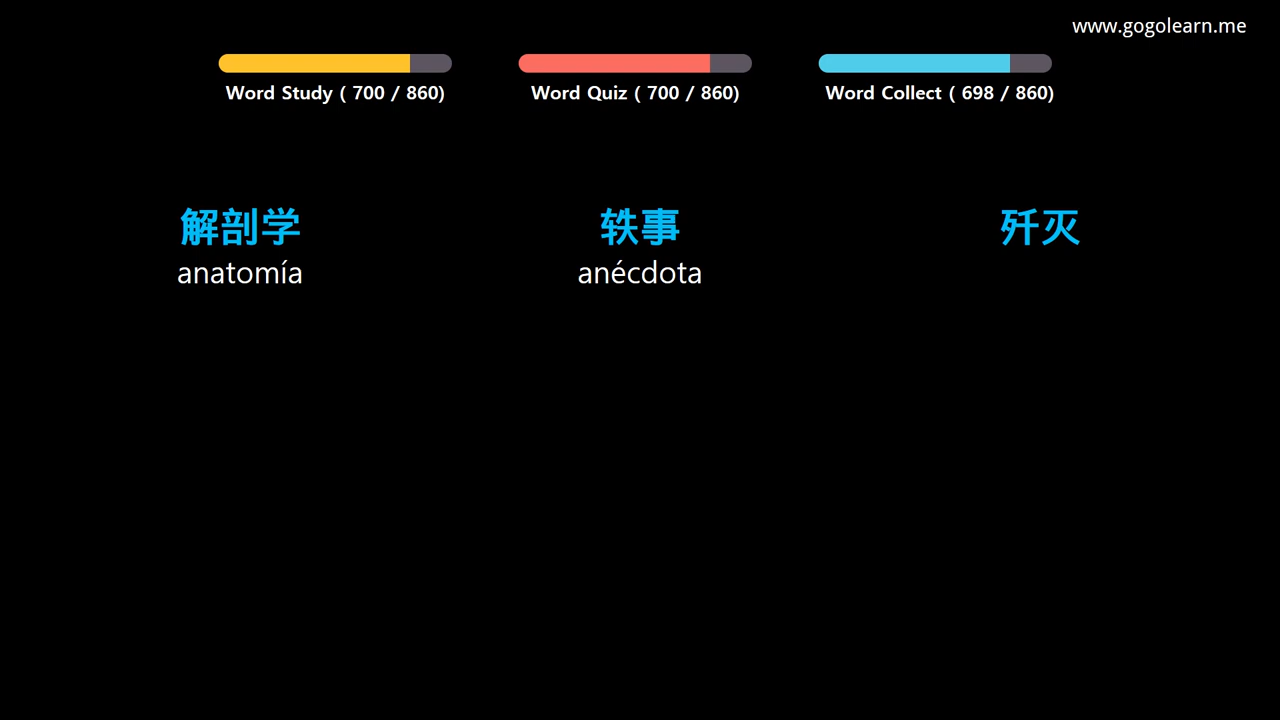 www.gogolearn.me
Word Study ( 700 / 860)
Word Quiz ( 700 / 860)
Word Collect ( 698 / 860)
解剖学
轶事
歼灭
anatomía
anécdota